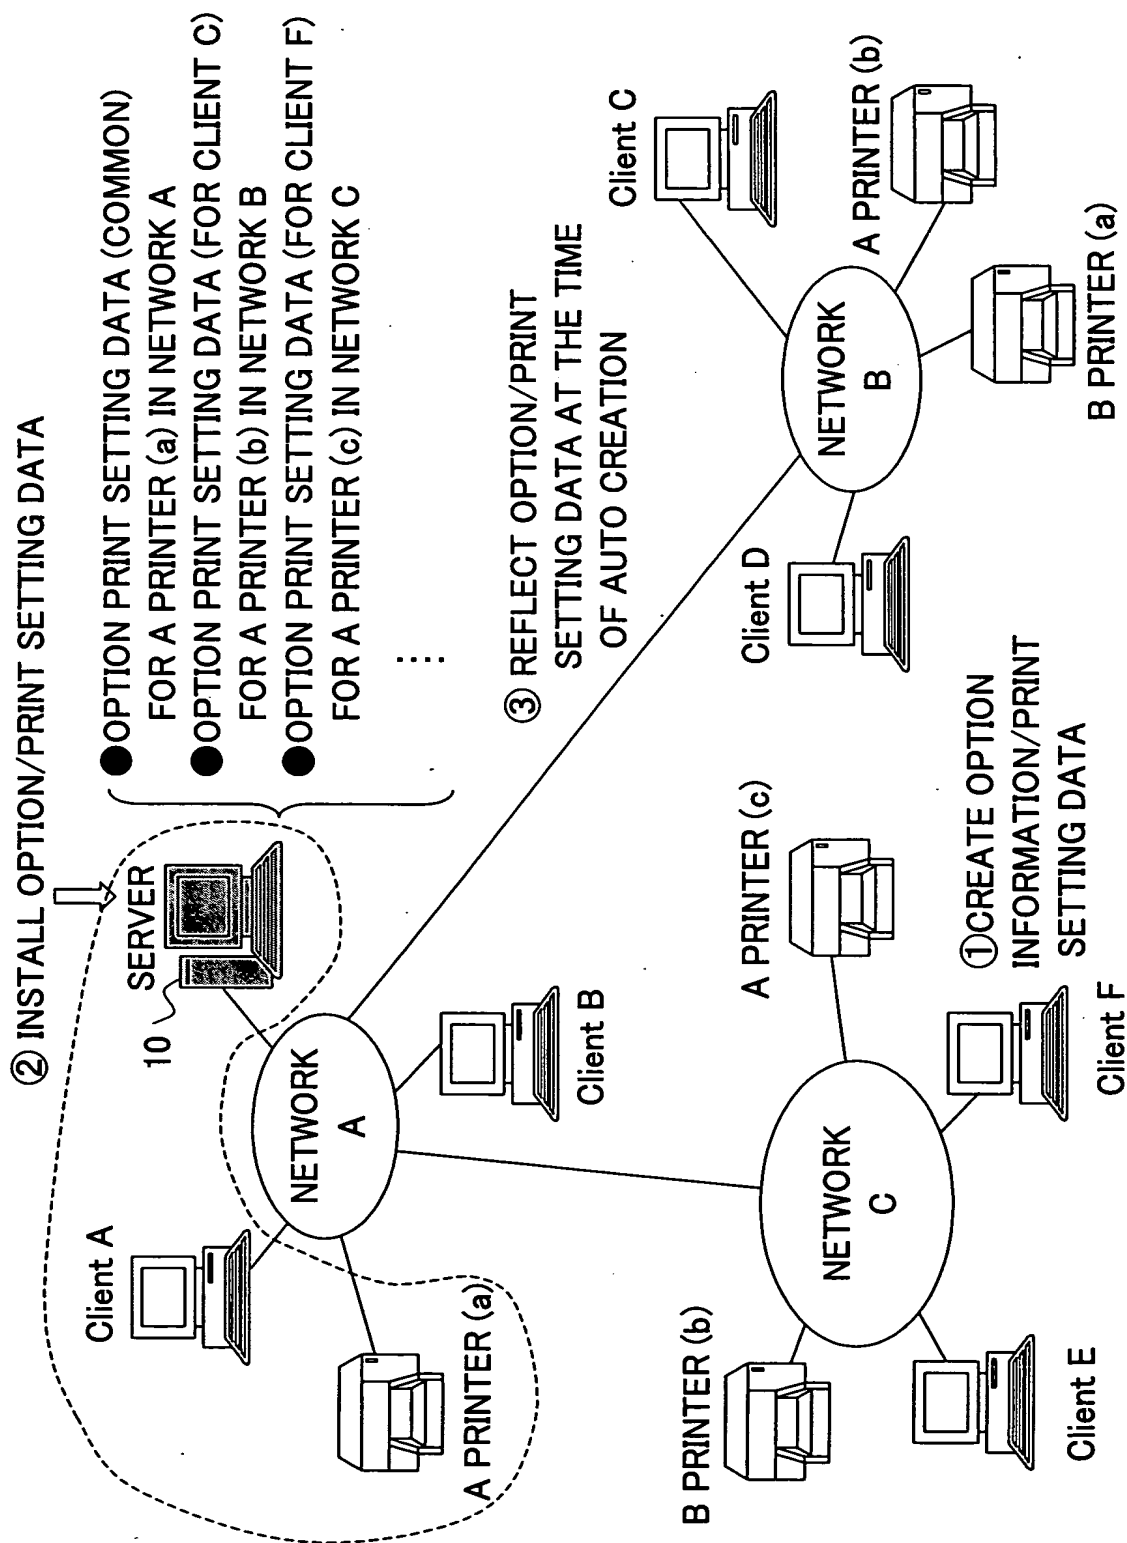 ② INSTALL OPTION/PRINT SETTING DATA
●OPTION PRINT SETTING DATA (COMMON)
FOR A PRINTER (a) IN NETWORK A
●OPTION PRINT SETTING DATA (FOR CLIENT C)
FOR A PRINTER (b) IN NETWORK B
●OPTION PRINT SETTING DATA (FOR CLIENT F)
FOR A PRINTER (c) IN NETWORK C
....
SERVER
10
Client A
NETWORK
A
A PRINTER (a)
Client B
③ REFLECT OPTION/PRINT
SETTING DATA AT THE TIME
OF AUTO CREATION
Client C
A PRINTER (b)
NETWORK
B
B PRINTER (a)
Client D
A PRINTER (c)
①CREATE OPTION
INFORMATION/PRINT
SETTING DATA
B PRINTER (b)
NETWORK
C
Client E
Client F